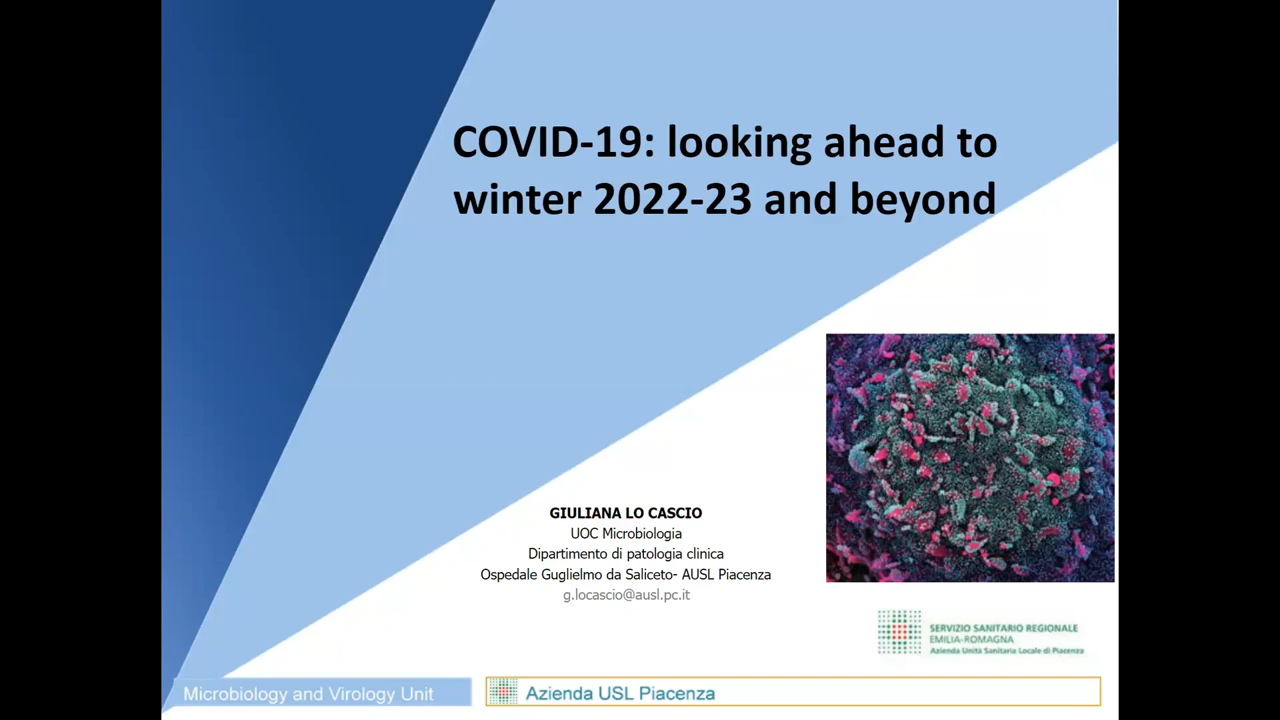 COVID-19: looking ahead to
winter 2022-23 and beyond
GIULIANA LO CASCIO
UOC Microbiologia
Dipartimento di patologia clinica
Ospedale Guglielmo da Saliceto- AUSL Piacenza
g.locascio@ausl.pc.it
SERVIZIO SANITARIO REGIONALE
EMILIA-ROMAGNA
Azienda Unità Sanitaria Locale di Piacenza
Microbiology and Virology Unit
Azienda USL Piacenza